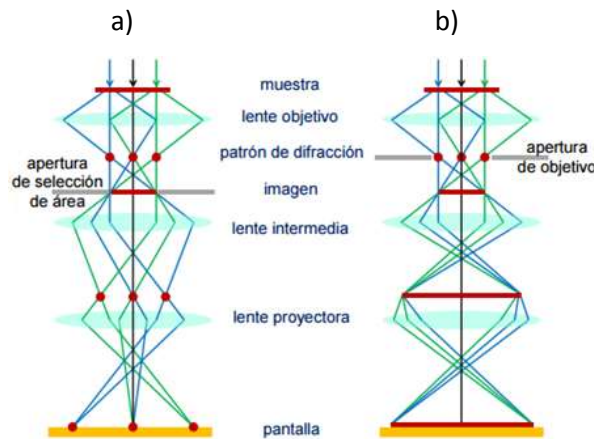 a)
b)
muestra
lente objetivo
patrón de difracción
apertura
de selección
de área
apertura
de objetivo
imagen
lente intermedia
lente proyectora
pantalla